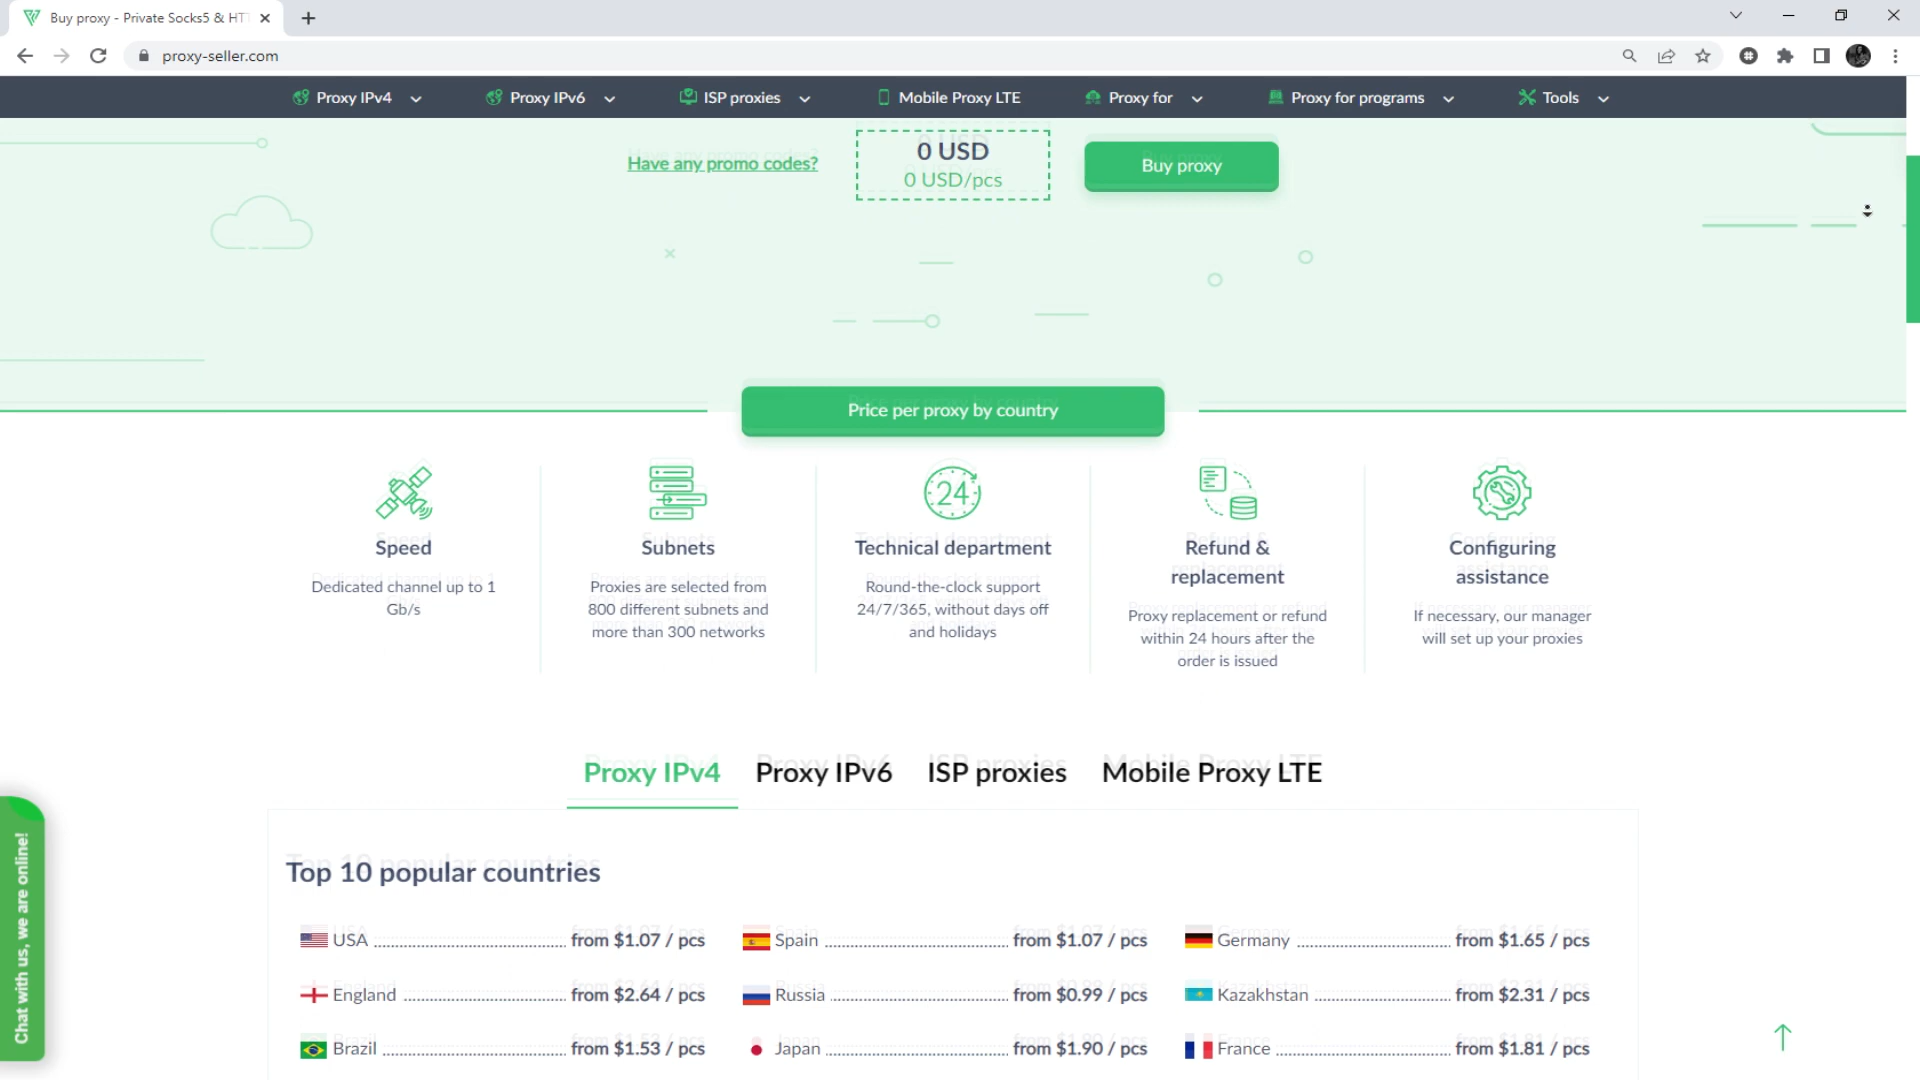 Buy proxy - Private Socks5 & HT
proxy-seller.com
Proxy IPv4
Proxy IPv6
ISP proxies
Mobile Proxy LTE
Proxy for
Proxy for programs
Tools
Have any promo codes?
0 USD
0 USD/pcs
Buy proxy
Price per proxy by country
24
Speed
Dedicated channel up to 1
Gb/s
Subnets
Proxies are selected from
800 different subnets and
more than 300 networks
Technical department
Round-the-clock support
24/7/365, without days off
and holidays
Refund &
replacement
Proxy replacement or refund
within 24 hours after the
order is issued
Configuring
assistance
If necessary, our manager
will set up your proxies
Proxy IPv4
Proxy IPv6
ISP proxies
Mobile Proxy LTE
Top 10 popular countries
USA from $1.07 / pcs
Spain from $1.07 / pcs
Germany from $1.65 / pcs
England from $2.64 / pcs
Russia from $0.99 / pcs
Kazakhstan from $2.31 / pcs
Brazil from $1.53 / pcs
Japan from $1.90 / pcs
France from $1.81 / pcs
Chat with us, we are online!